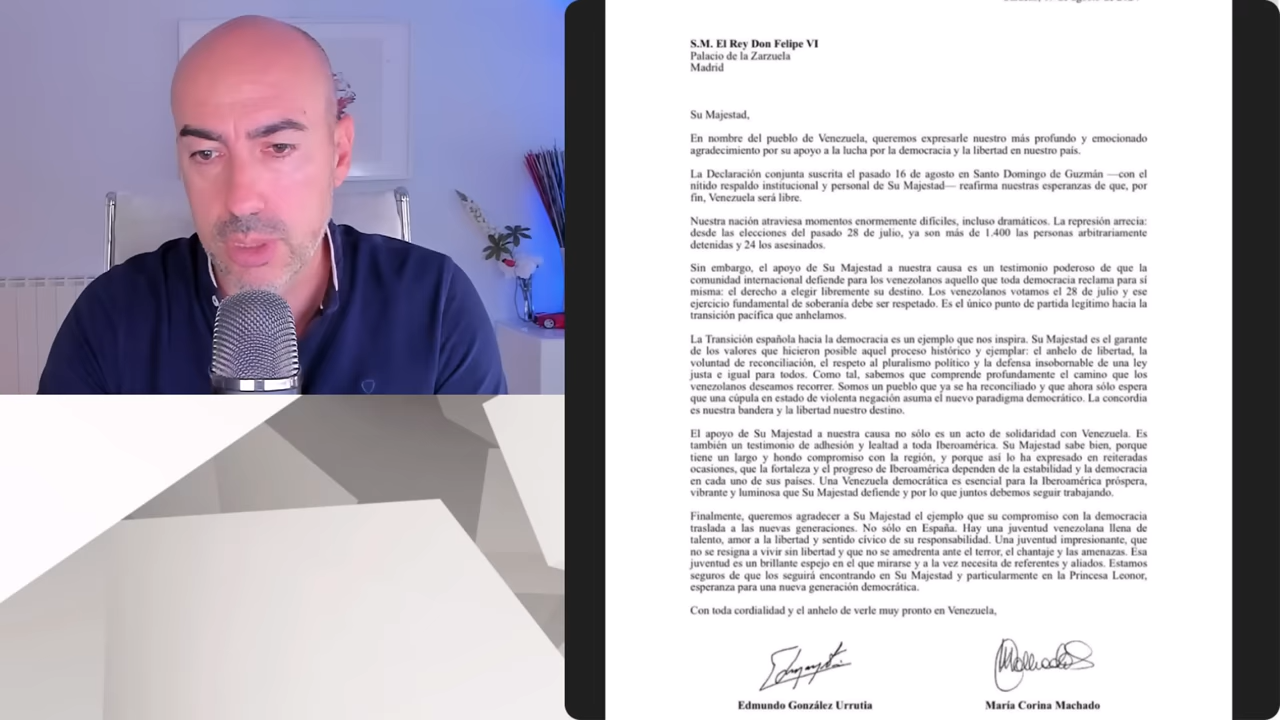 S.M. El Rey Don Felipe VI
Palacio de la Zarzuela
Madrid
Su Majestad,
En nombre del pueblo de Venezuela, queremos expresarle nuestro más profundo y emocionado
agradecimiento por su apoyo a la lucha por la democracia y la libertad en nuestro país.
La Declaración conjunta suscrita el pasado 16 de agosto en Santo Domingo de Guzmán —con el
nítido respaldo institucional y personal de Su Majestad— reafirma nuestras esperanzas de que, por
fin, Venezuela será libre.
Nuestra nación atraviesa momentos enormemente difíciles, incluso dramáticos. La represión arrecia:
desde las elecciones del pasado 28 de julio, ya son más de 1.400 las personas arbitrariamente
detenidas y 24 los asesinados.
Sin embargo, el apoyo de Su Majestad a nuestra causa es un testimonio poderoso de que la
comunidad internacional defiende para los venezolanos aquello que toda democracia reclama para sí
misma: el derecho a elegir libremente su destino. Los venezolanos votamos el 28 de julio y ese
ejercicio fundamental de soberanía debe ser respetado. Es el único punto de partida legítimo hacia la
transición pacífica que anhelamos.
La Transición española hacia la democracia es un ejemplo que nos inspira. Su Majestad es el garante
de los valores que hicieron posible aquel proceso histórico y ejemplar: el anhelo de libertad, la
voluntad de reconciliación, el respeto al pluralismo político y la defensa insobornable de una ley
justa e igual para todos. Como tal, sabemos que comprende profundamente el camino que los
venezolanos deseamos recorrer. Somos un pueblo que ya se ha reconciliado y que ahora sólo espera
que una cúpula en estado de violenta negación asuma el nuevo paradigma democrático. La concordia
es nuestra bandera y la libertad nuestro destino.
El apoyo de Su Majestad a nuestra causa no sólo es un acto de solidaridad con Venezuela. Es
también un testimonio de adhesión y lealtad a toda Iberoamérica. Su Majestad sabe bien, porque
tiene un largo y hondo compromiso con la región, y porque así lo ha expresado en reiteradas
ocasiones, que la fortaleza y el progreso de Iberoamérica dependen de la estabilidad y la democracia
en cada uno de sus países. Una Venezuela democrática es esencial para la Iberoamérica próspera,
vibrante y luminosa que Su Majestad defiende y por lo que juntos debemos seguir trabajando.
Finalmente, queremos agradecer a Su Majestad el ejemplo que su compromiso con la democracia
traslada a las nuevas generaciones. No sólo en España. Hay una juventud venezolana llena de
talento, amor a la libertad y sentido cívico de su responsabilidad. Una juventud impresionante, que
no se resigna a vivir sin libertad y que no se amedrenta ante el terror, el chantaje y las amenazas. Esa
juventud es un brillante espejo en el que mirarse y a la vez necesita de referentes y aliados. Estamos
seguros de que los seguirá encontrando en Su Majestad y particularmente en la Princesa Leonor,
esperanza para una nueva generación democrática.
Con toda cordialidad y el anhelo de verle muy pronto en Venezuela,
Edmundo González Urrutia
María Corina Machado